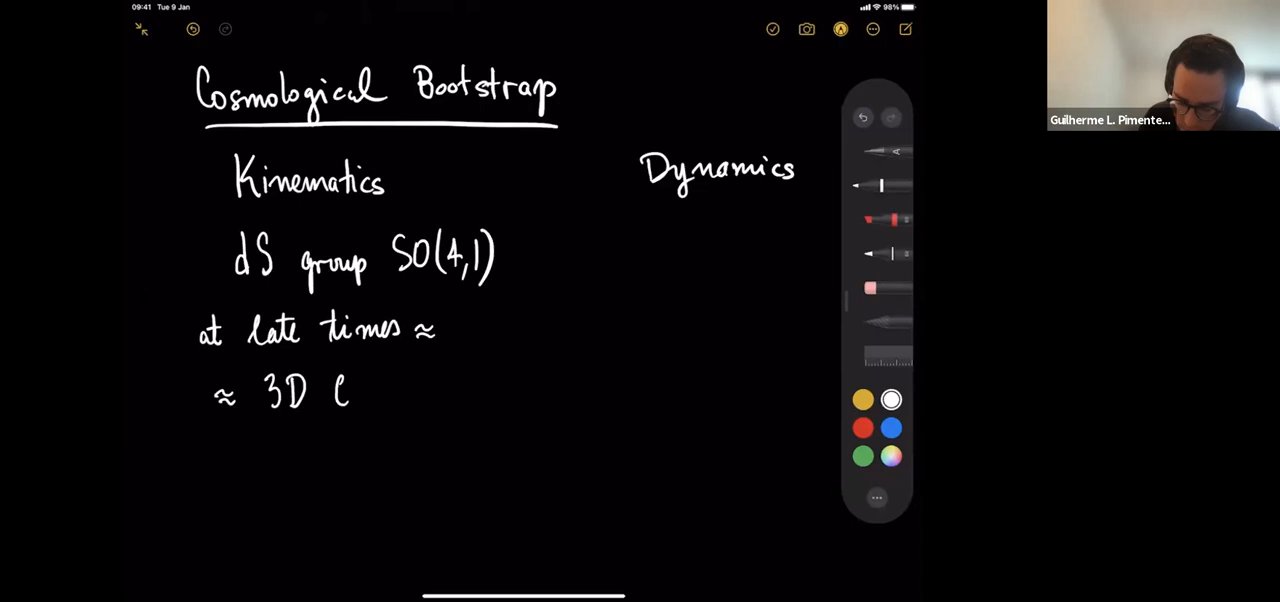 09:41 Tue 9 Jan
98%
Cosmological Bootstrap
Kinematics
Dynamics
dS group SO(4,1)
at late times ≈
≈ 3D C
Guilherme L. Pimente...
A